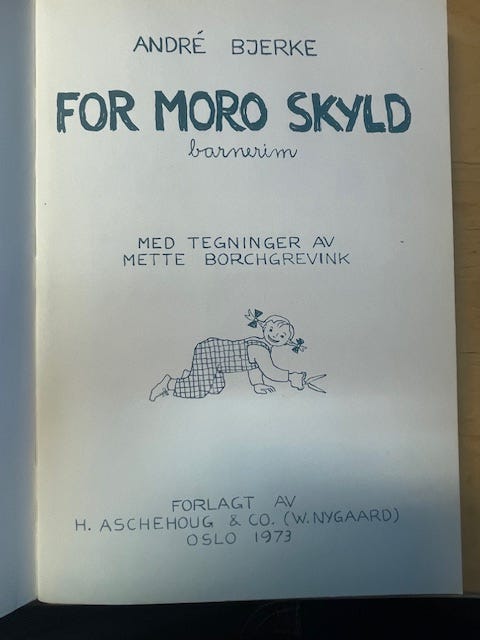 ANDRÉ BJERKE
FOR MORO SKYLD
barnerim
MED TEGNINGER AV
METTE BORCHGREVINK
FORLAGT AV
H. ASCHEHOUG & CO. (W. NYGAARD)
OSLO 1973